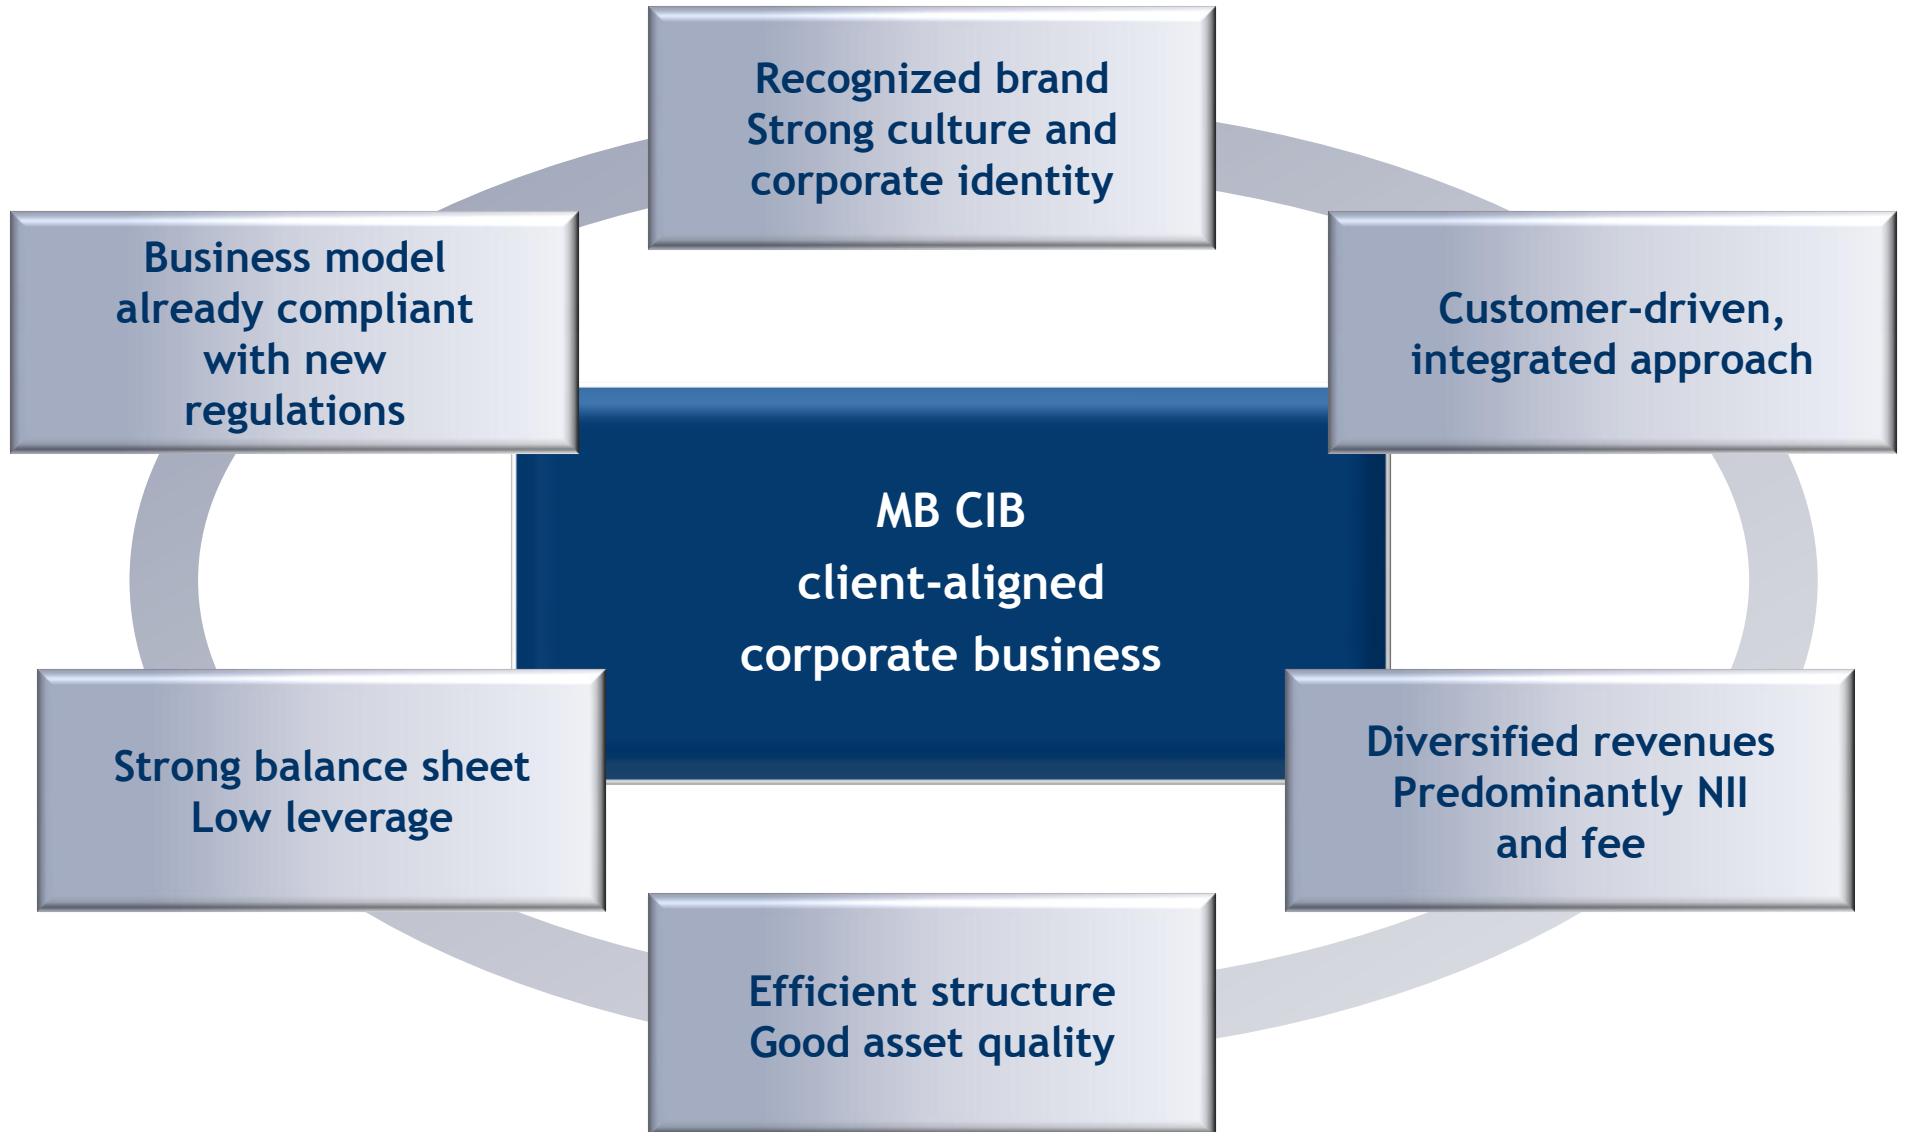 Recognized brand
Strong culture and
corporate identity
Business model
already compliant
with new
regulations
Customer-driven,
integrated approach
MB CIB
client-aligned
corporate business
Strong balance sheet
Low leverage
Diversified revenues
Predominantly NII
and fee
Efficient structure
Good asset quality